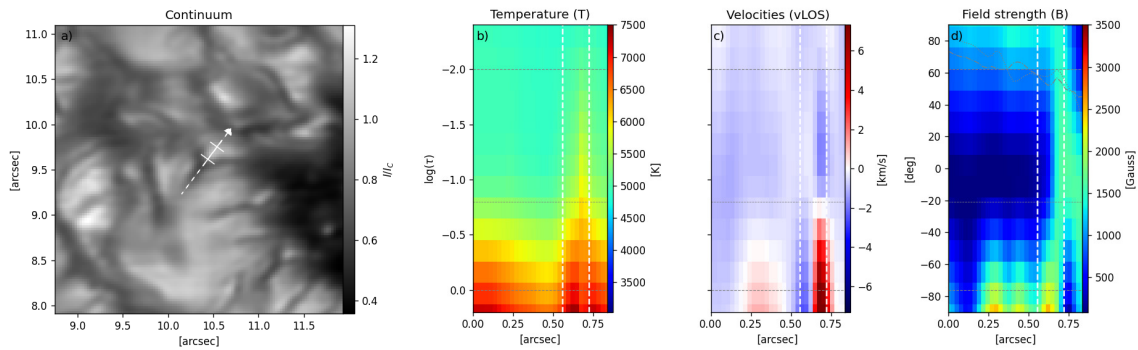 Continuum
a)
11.0
10.5
10.0
9.5
9.0
8.5
8.0
[arcsec]
9.0 9.5 10.0 10.5 11.0 11.5
[arcsec]
1.2
1.0
0.8
0.6
0.4
I/I_C
Temperature (T)
b)
−2.0
−1.5
−1.0
−0.5
0.0
log(τ)
0.00 0.25 0.50 0.75
[arcsec]
7500
7000
6500
6000
5500
5000
4500
4000
3500
[K]
Velocities (vLOS)
c)
0.00 0.25 0.50 0.75
[arcsec]
6
4
2
0
−2
−4
−6
[km/s]
Field strength (B)
d)
80
60
40
20
0
−20
−40
−60
−80
[deg]
0.00 0.25 0.50 0.75
[arcsec]
3500
3000
2500
2000
1500
1000
500
[Gauss]